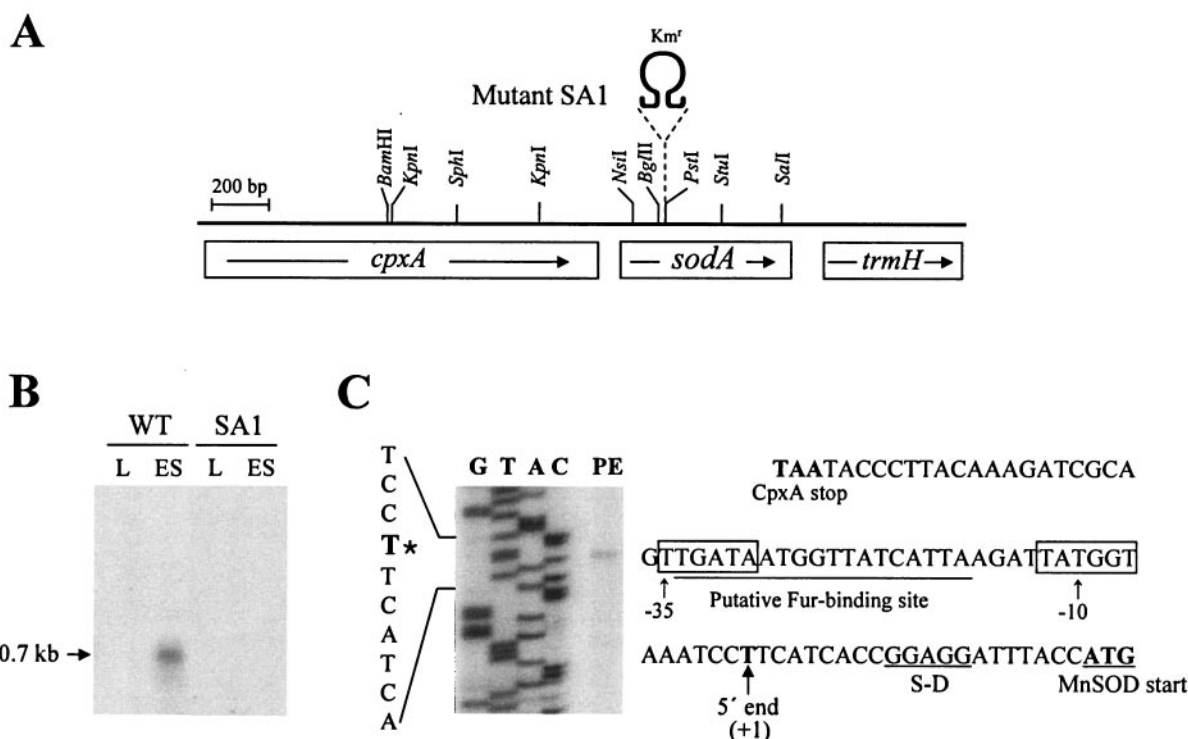 A
Kmʳ
Ω
Mutant SA1
200 bp
BamHI
KpnI
SphI
KpnI
NsiI
BglII
PstI
StuI
SalI
cpxA
sodA
trmH
B
WT SA1
L ES L ES
0.7 kb
C
T
C
C
T*
T
C
A
T
C
A
G T A C PE
TAATACCCTTACAAAGATCGCA
CpxA stop
GTTGATAATGGTTATCATTAAGATTATGGT
-35 Putative Fur-binding site -10
AAATCCTTCATCACCGGAGGATTTACCATG
S-D MnSOD start
5´ end
(+1)